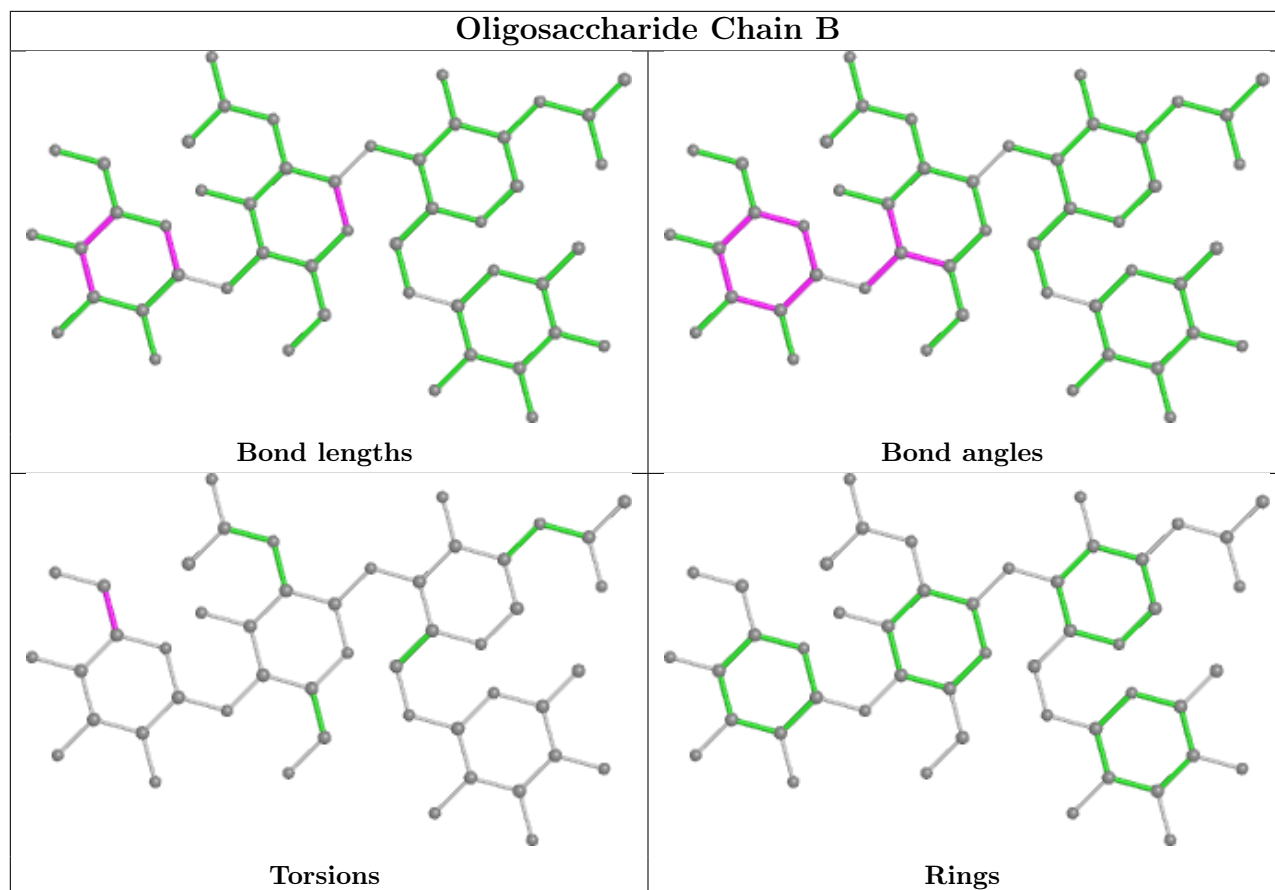 Oligosaccharide Chain B
Bond lengths
Bond angles
Torsions
Rings